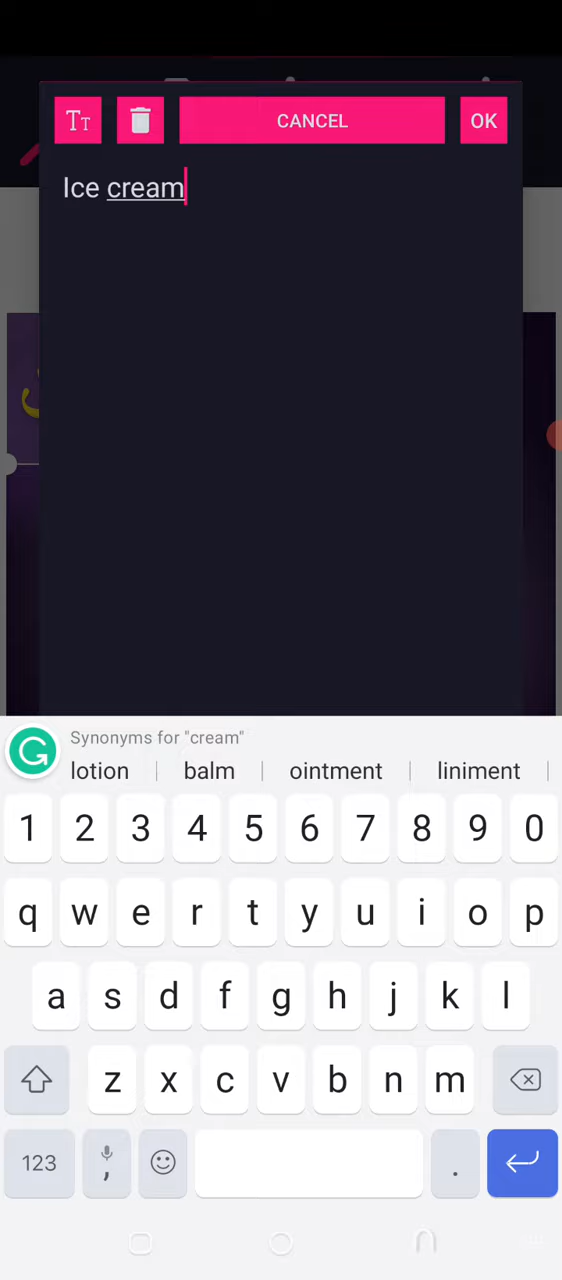 TT CANCEL OK
Ice cream
Synonyms for "cream"
lotion balm ointment liniment
1 2 3 4 5 6 7 8 9 0
q w e r t y u i o p
a s d f g h j k l
z x c v b n m
123 , .